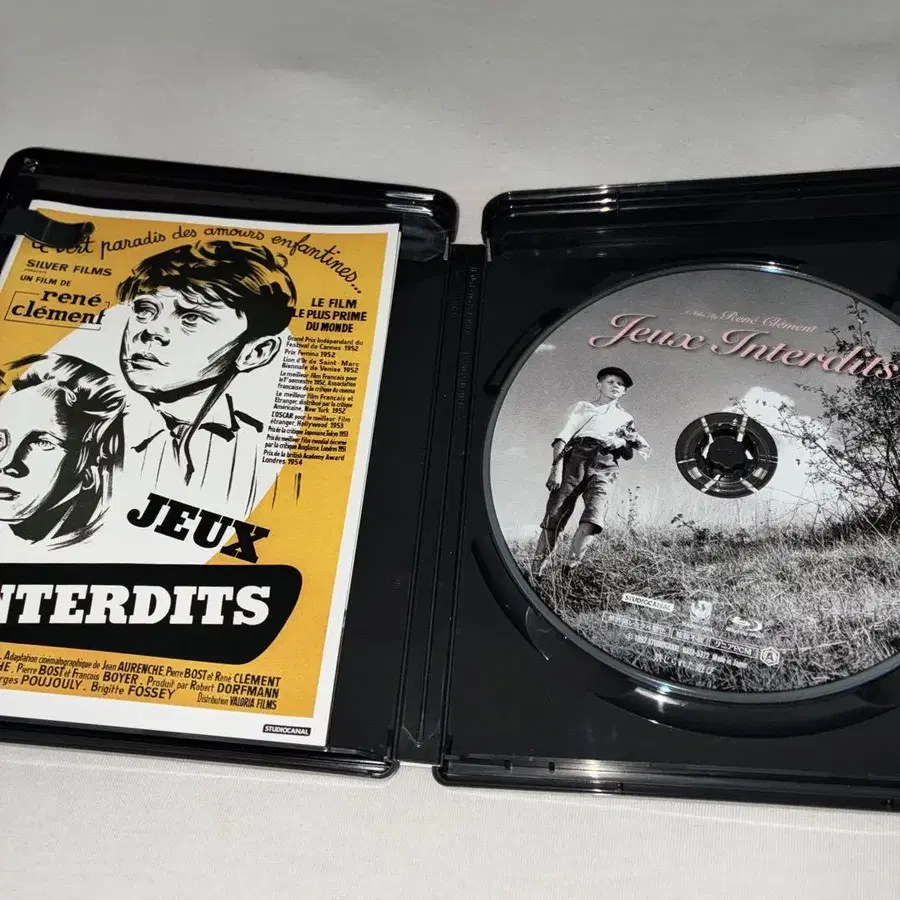 vert paradis des amours enfantines...
SILVER FILMS
UN FILM DE
rené
clément
LE FILM
LE PLUS PRIME
DU MONDE
Grand Prix Indépendant du
Festival de Cannes 1952
Prix Femina 1952
Lion d'Or de Saint-Marc
Biennale de Venise 1952
Le meilleur film Français pour
le 1er semestre 1952, Association
française de la critique du cinéma
Le meilleur film Français et
Etranger, distribué par la critique
Américaine, New York 1952
L'OSCAR pour le meilleur film
étranger, Hollywood 1953
Prix de la critique Japonaise, Tokyo 1953
Prix du meilleur film mondial décerné
par la critique Anglaise, Londres 1953
Prix de la british Academy Award
Londres 1954
JEUX
NTERDITS
Adaptation cinématographique de Jean AURENCHE, Pierre BOST et René CLÉMENT
HE, Pierre BOST et François BOYER. Produit par Robert DORFMANN
rges POUJOULY. Brigitte FOSSEY
Distribution VALORIA FILMS
STUDIOCANAL
René Clément
Jeux Interdits
STUDIOCANAL
Made in Japan